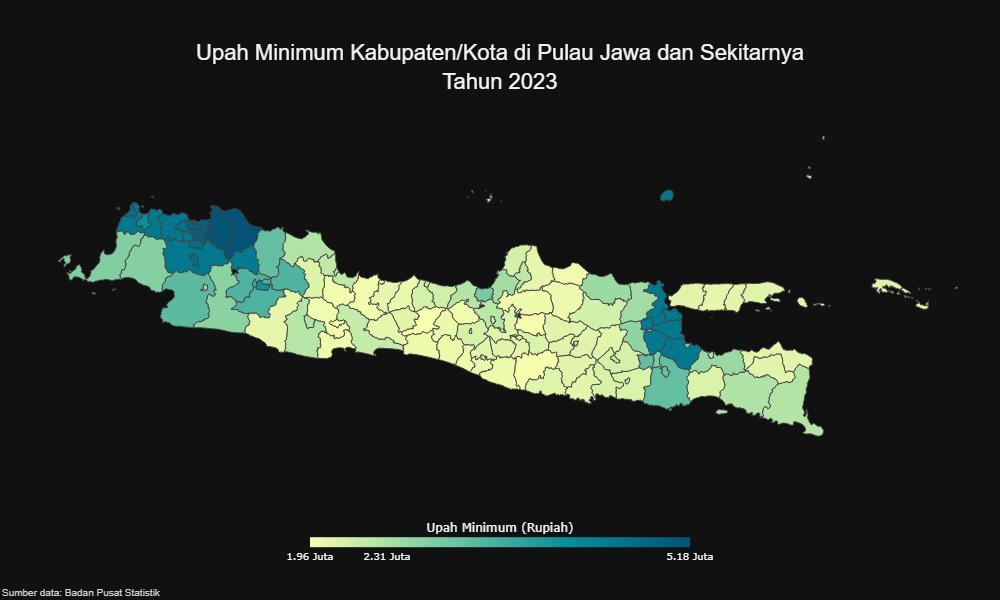 Upah Minimum Kabupaten/Kota di Pulau Jawa dan Sekitarnya
Tahun 2023
Upah Minimum (Rupiah)
1.96 Juta 2.31 Juta 5.18 Juta
Sumber data: Badan Pusat Statistik